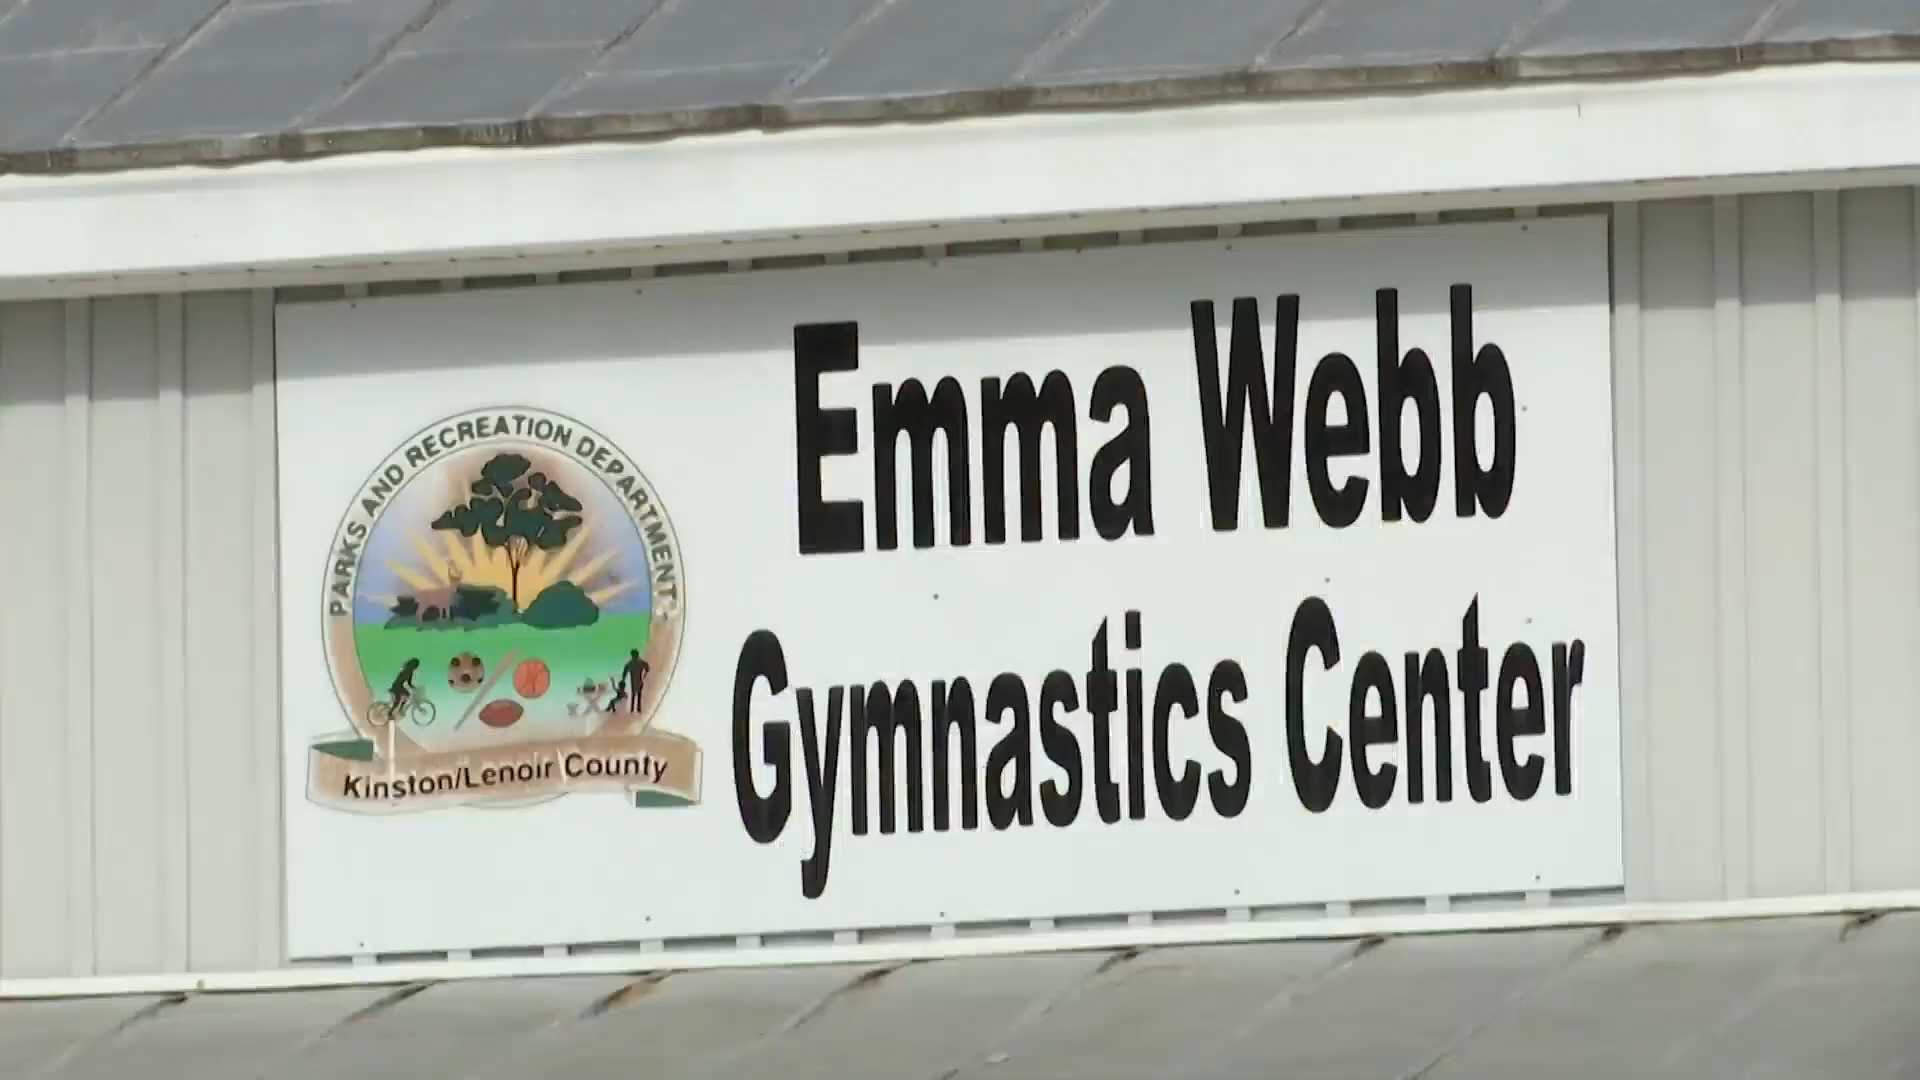 PARKS AND RECREATION DEPARTMENT
Kinston/Lenoir County
Emma Webb
Gymnastics Center